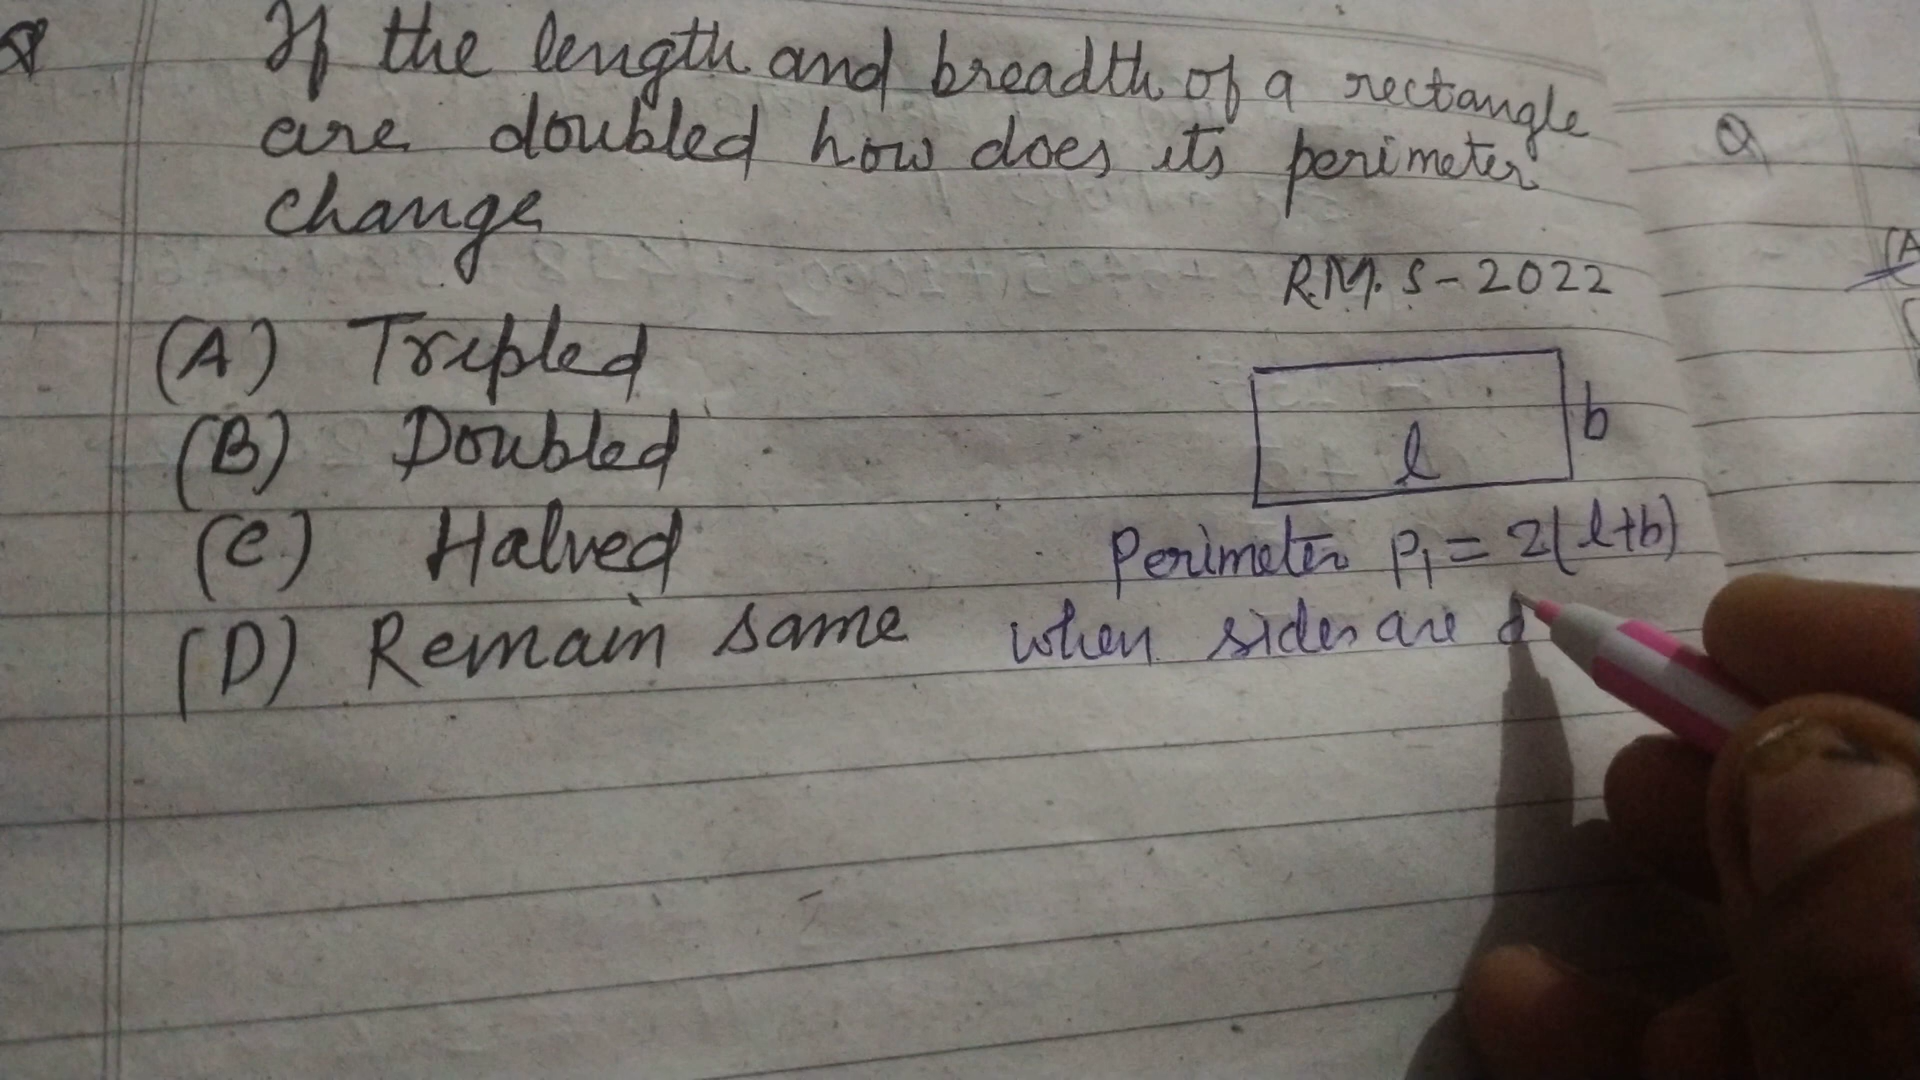 Q If the length and breadth of a rectangle
are doubled how does its perimeter
change
R.M.S-2022
(A) Tripled
(B) Doubled
(C) Halved
(D) Remain same
b
l
Perimeter P1 = 2(l+b)
when sides are d
Q
(A